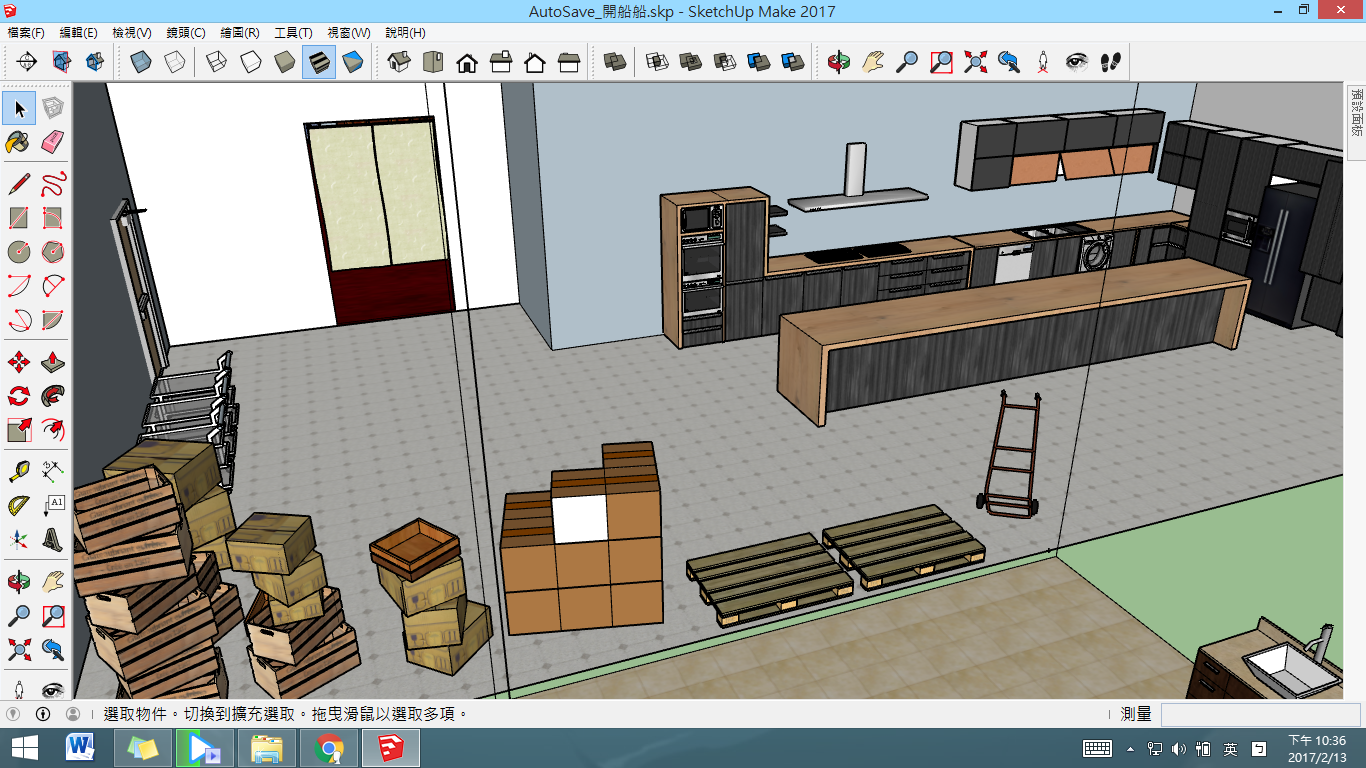 AutoSave_開船船.skp - SketchUp Make 2017
檔案(F) 編輯(E) 檢視(V) 鏡頭(C) 繪圖(R) 工具(T) 視窗(W) 說明(H)
預設面板
A1
選取物件。切換到擴充選取。拖曳滑鼠以選取多項。
測量
英
下午 10:36
2017/2/13